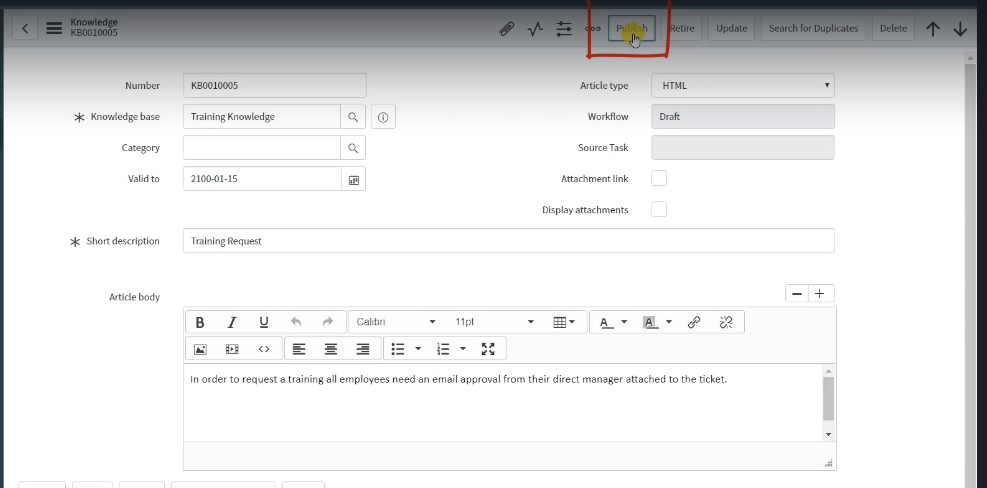 Knowledge
KB0010005
Publish Retire Update Search for Duplicates Delete
Number KB0010005 Article type HTML
Knowledge base Training Knowledge Workflow Draft
Category Source Task
Valid to 2100-01-15 Attachment link
Display attachments
Short description Training Request
Article body
B I U Calibri 11pt A A
In order to request a training all employees need an email approval from their direct manager attached to the ticket.